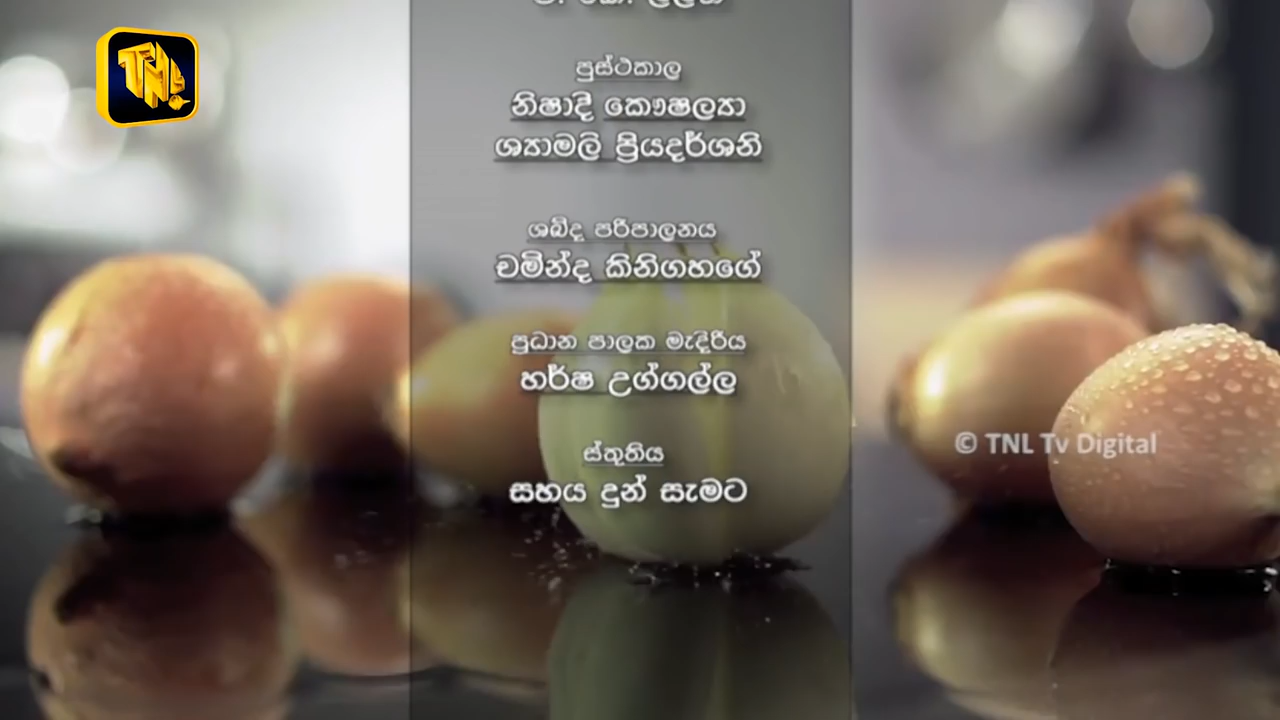 TNL
පුස්ථකාල
නිෂාදි කෞෂල්‍යා
ශ්‍යාමලි ප්‍රියදර්ශනි
ශබ්ද පරිපාලනය
චමින්ද කිනිගහගේ
ප්‍රධාන පාලක මැදිරිය
හර්ෂ උග්ගල්ල
ස්තූතිය
සහය දුන් සැමට
© TNL Tv Digital